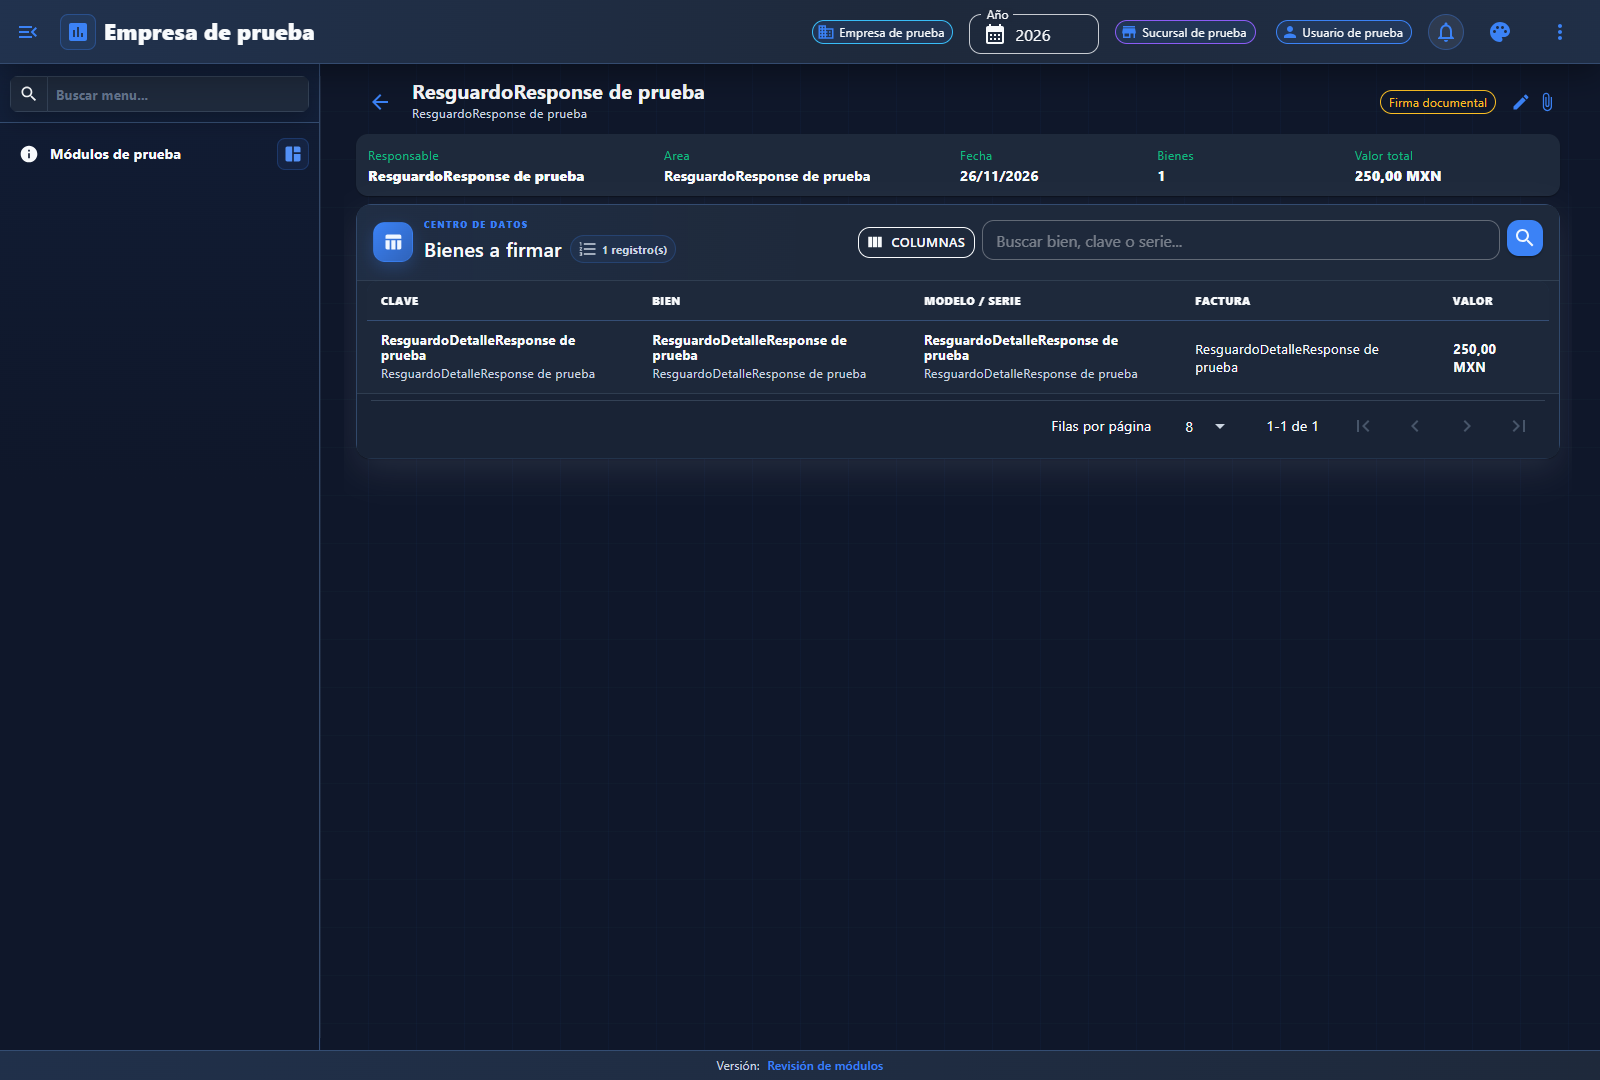 Empresa de prueba
Empresa de prueba
Año
2026
Sucursal de prueba
Usuario de prueba
Buscar menu...
Módulos de prueba
ResguardoResponse de prueba
ResguardoResponse de prueba
Firma documental
Responsable
ResguardoResponse de prueba
Area
ResguardoResponse de prueba
Fecha
26/11/2026
Bienes
1
Valor total
250,00 MXN
CENTRO DE DATOS
Bienes a firmar
1 registro(s)
COLUMNAS
Buscar bien, clave o serie...
CLAVE
BIEN
MODELO / SERIE
FACTURA
VALOR
ResguardoDetalleResponse de
prueba
ResguardoDetalleResponse de prueba
ResguardoDetalleResponse de
prueba
ResguardoDetalleResponse de prueba
ResguardoDetalleResponse de
prueba
ResguardoDetalleResponse de prueba
ResguardoDetalleResponse de
prueba
250,00
MXN
Filas por página
8
1-1 de 1
Versión: Revisión de módulos